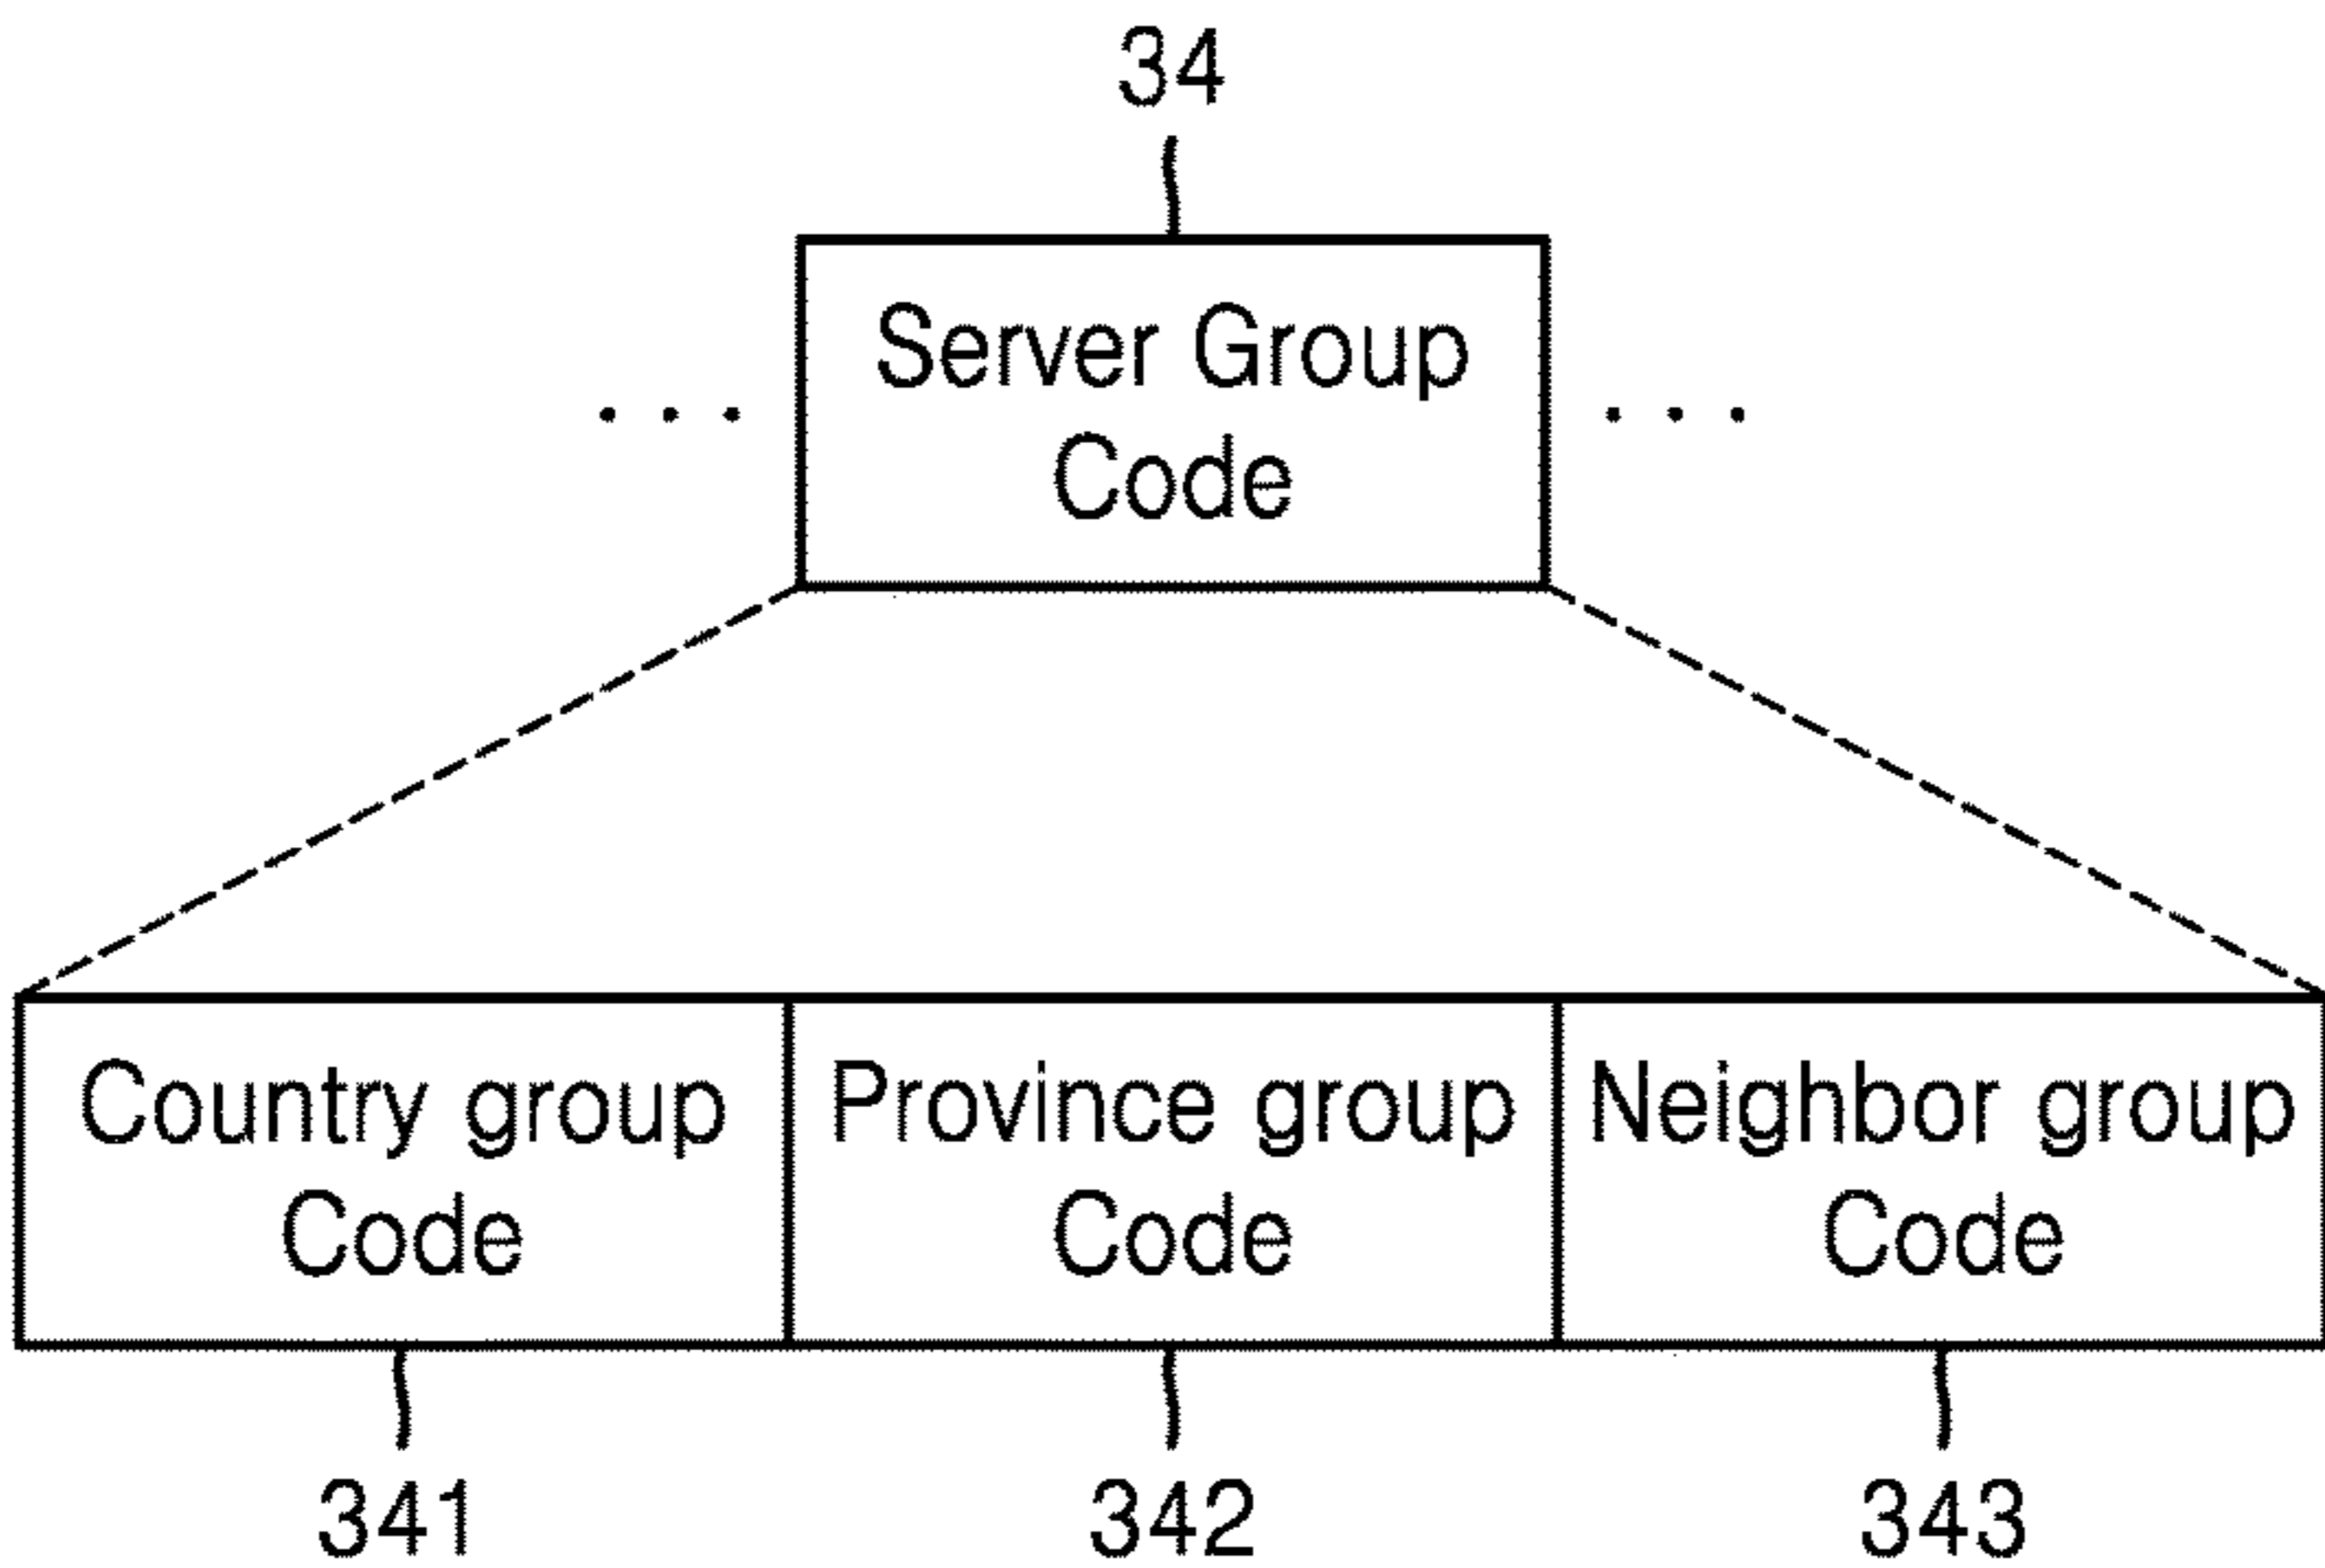 34
Server Group
Code
. . .
. . .
Country group
Code
Province group
Code
Neighbor group
Code
341
342
343